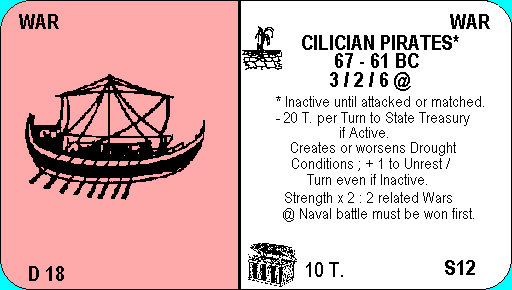 WAR
D 18
WAR
CILICIAN PIRATES*
67 - 61 BC
3 / 2 / 6 @
* Inactive until attacked or matched.
- 20 T. per Turn to State Treasury
if Active.
Creates or worsens Drought
Conditions ; + 1 to Unrest /
Turn even if Inactive.
Strength x 2 : 2 related Wars
@ Naval battle must be won first.
10 T.
S12